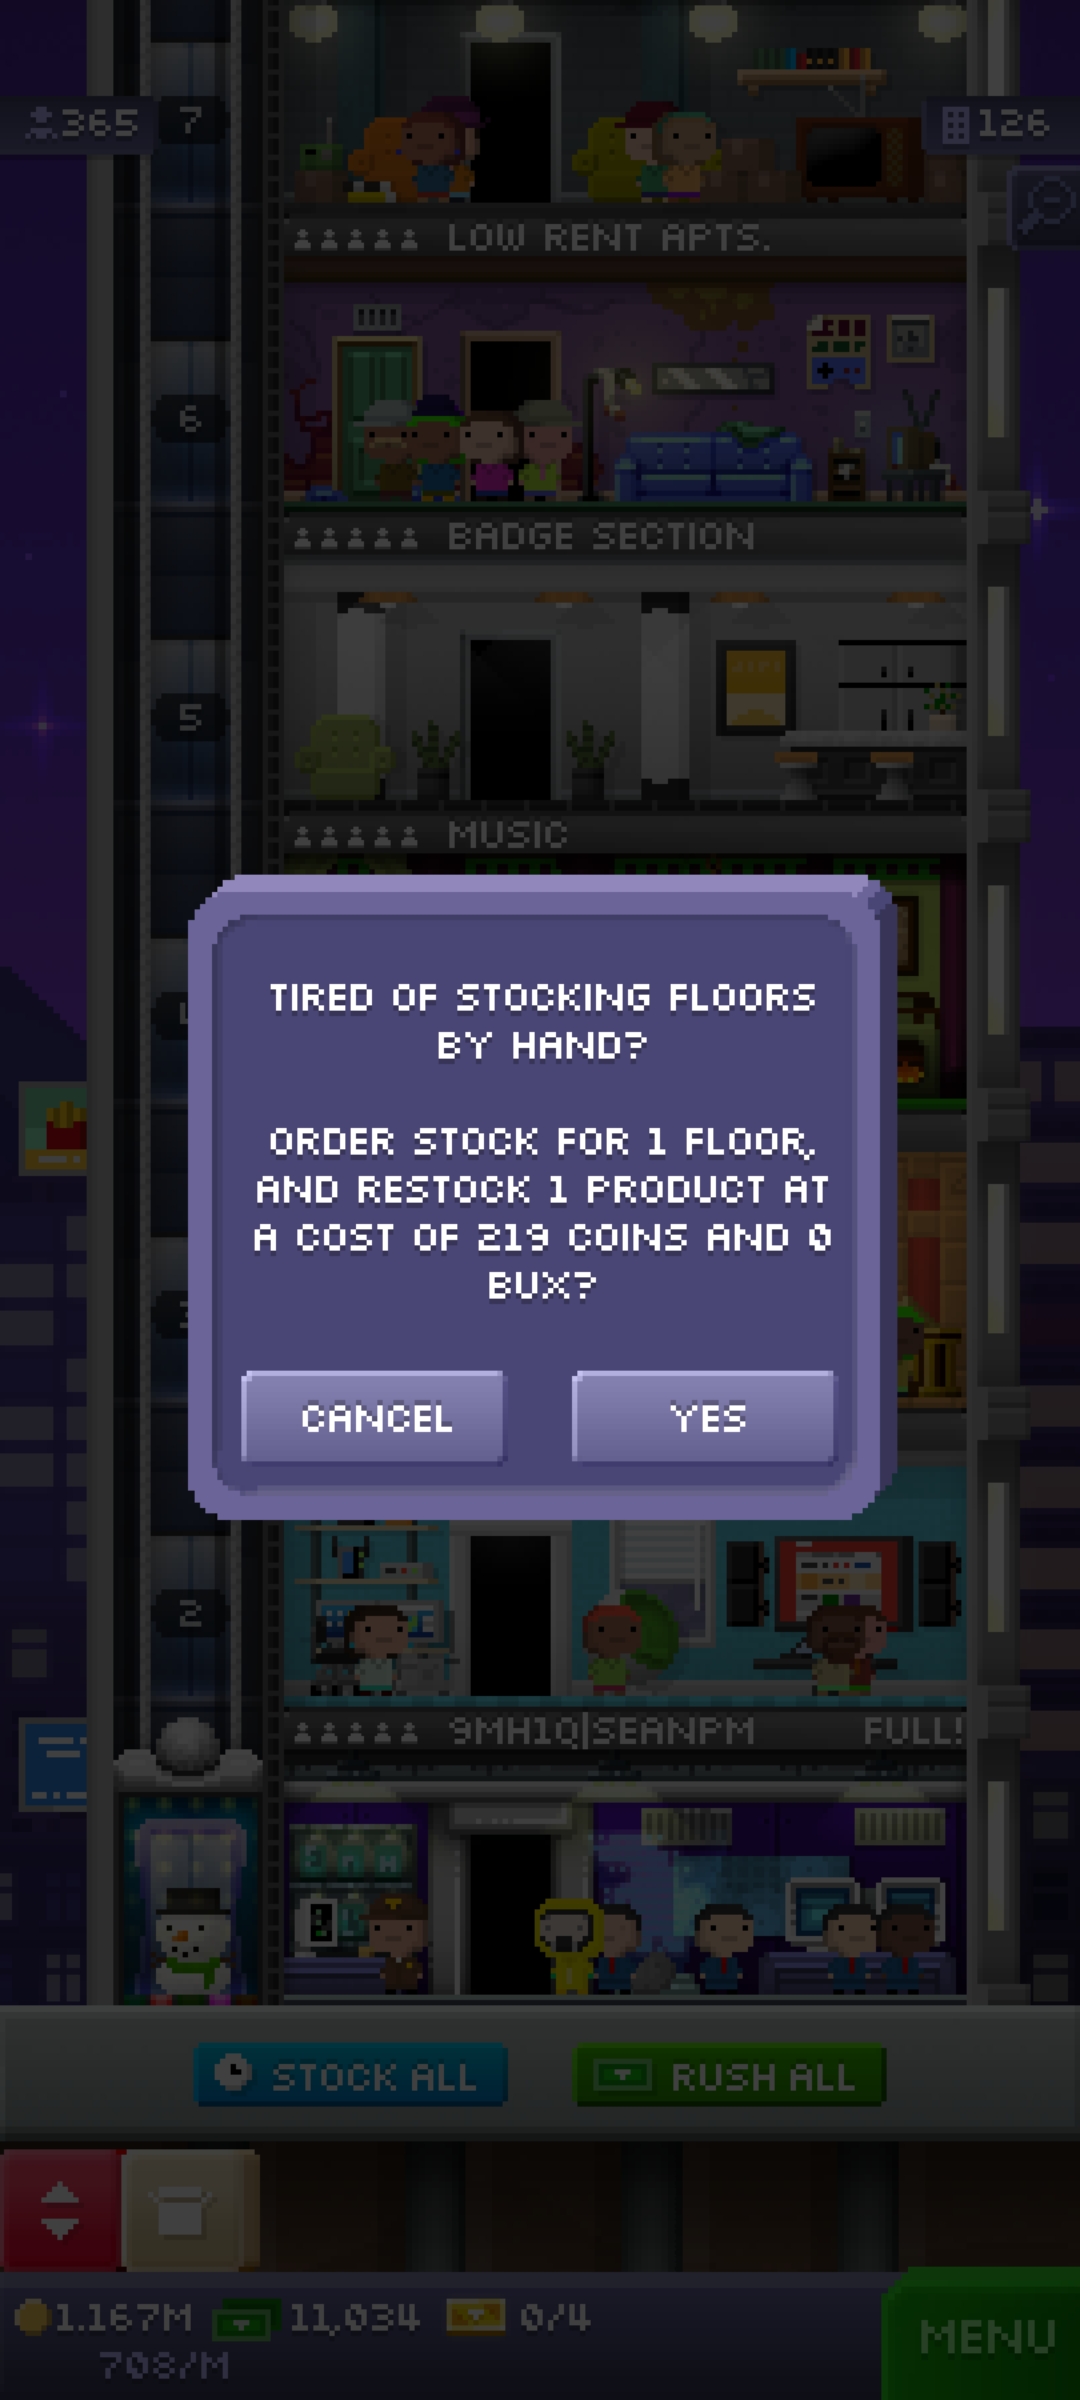 365
7
126
LOW RENT APTS.
6
BADGE SECTION
5
MUSIC
TIRED OF STOCKING FLOORS
BY HAND?
ORDER STOCK FOR 1 FLOOR,
AND RESTOCK 1 PRODUCT AT
A COST OF 219 COINS AND 0
BUX?
CANCEL
YES
2
9MH1Q|SEANPM
FULL!
STOCK ALL
RUSH ALL
1.167M
11,034
0/4
708/M
MENU